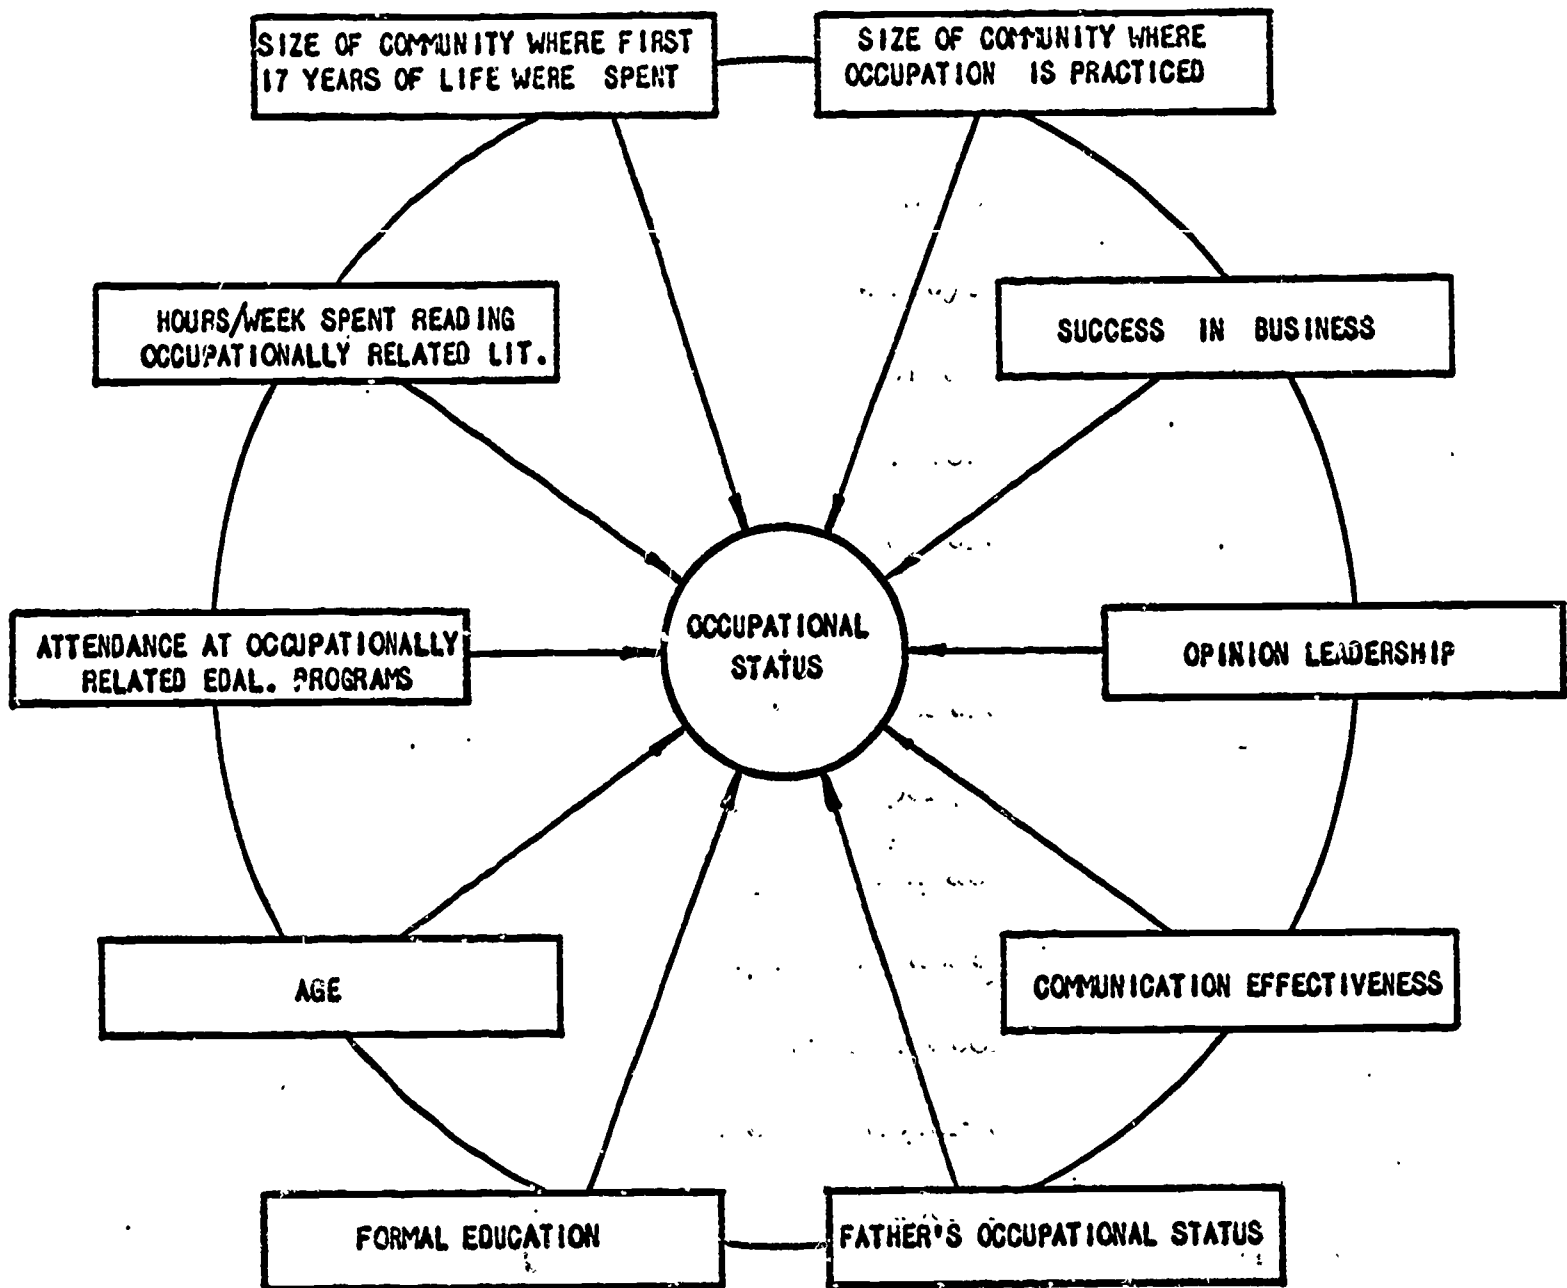 SIZE OF COMMUNITY WHERE FIRST
17 YEARS OF LIFE WERE SPENT
SIZE OF COMMUNITY WHERE
OCCUPATION IS PRACTICED
HOURS/WEEK SPENT READING
OCCUPATIONALLY RELATED LIT.
SUCCESS IN BUSINESS
ATTENDANCE AT OCCUPATIONALLY
RELATED EDAL. PROGRAMS
OCCUPATIONAL
STATUS
OPINION LEADERSHIP
AGE
COMMUNICATION EFFECTIVENESS
FORMAL EDUCATION
FATHER'S OCCUPATIONAL STATUS